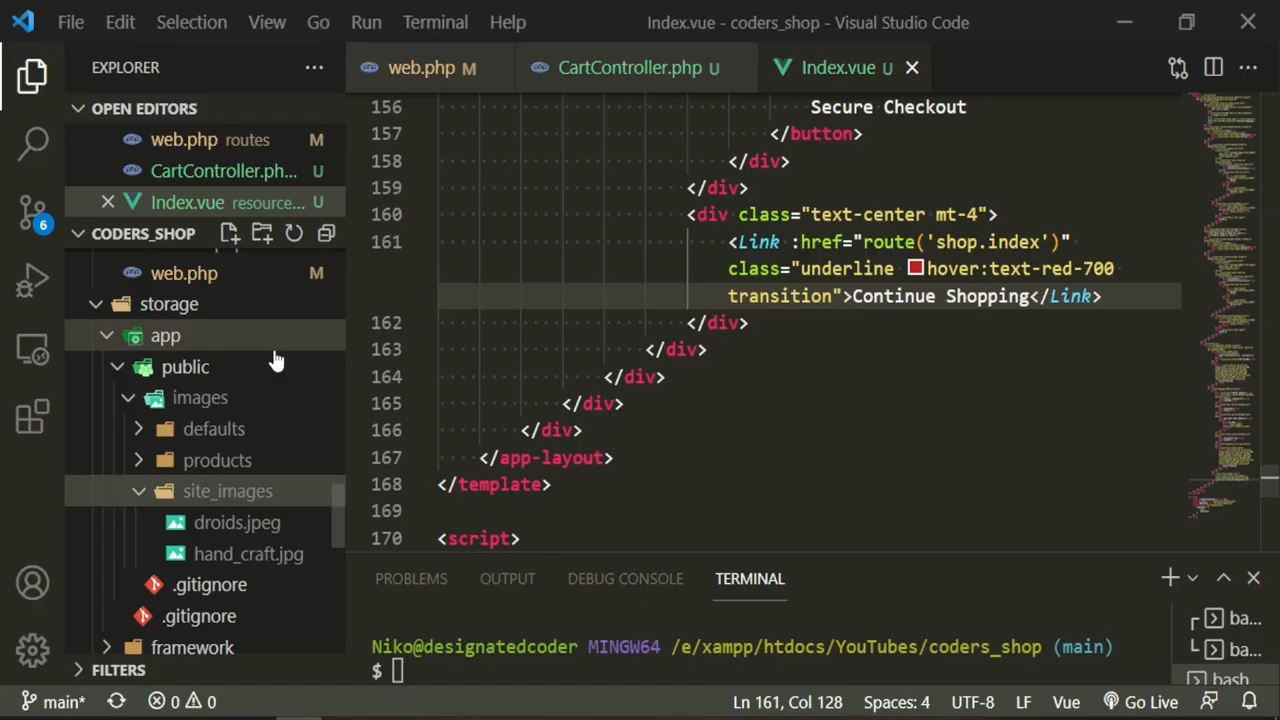 File Edit Selection View Go Run Terminal Help Index.vue - coders_shop - Visual Studio Code
EXPLORER
OPEN EDITORS
web.php routes M
CartController.ph... U
Index.vue resource... U
CODERS_SHOP
web.php M
storage
app
public
images
defaults
products
site_images
droids.jpeg
hand_craft.jpg
.gitignore
.gitignore
framework
FILTERS
6
web.php M CartController.php U Index.vue U
156 Secure Checkout
157 </button>
158 </div>
159 </div>
160 <div class="text-center mt-4">
161 <Link :href="route('shop.index')"
class="underline hover:text-red-700
transition">Continue Shopping</Link>
162 </div>
163 </div>
164 </div>
165 </div>
166 </div>
167 </app-layout>
168 </template>
169
170 <script>
PROBLEMS OUTPUT DEBUG CONSOLE TERMINAL
Niko@designatedcoder MINGW64 /e/xampp/htdocs/YouTubes/coders_shop (main)
$
ba...
ba...
bash
main* 0 0 Ln 161, Col 128 Spaces: 4 UTF-8 LF Vue Go Live